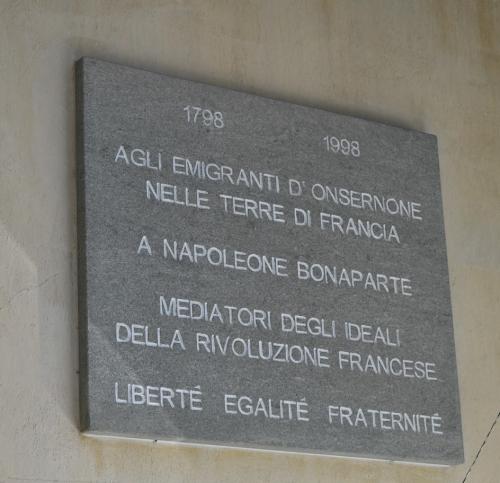 1798 1998
AGLI EMIGRANTI D' ONSERNONE
NELLE TERRE DI FRANCIA
A NAPOLEONE BONAPARTE
MEDIATORI DEGLI IDEALI
DELLA RIVOLUZIONE FRANCESE
LIBERTÉ EGALITÉ FRATERNITÉ